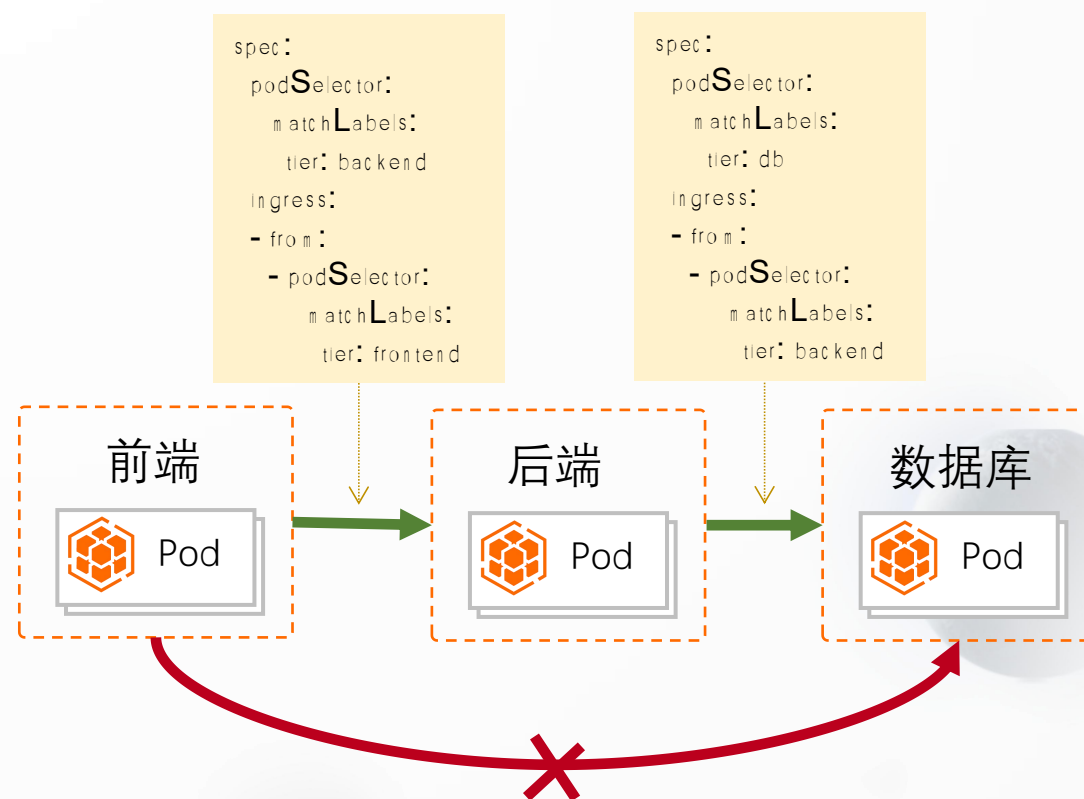 spec:
podSelector:
matchLabels:
tier: backend
ingress:
- from:
- podSelector:
matchLabels:
tier: frontend
spec:
podSelector:
matchLabels:
tier: db
ingress:
- from:
- podSelector:
matchLabels:
tier: backend
前端
Pod
后端
Pod
数据库
Pod